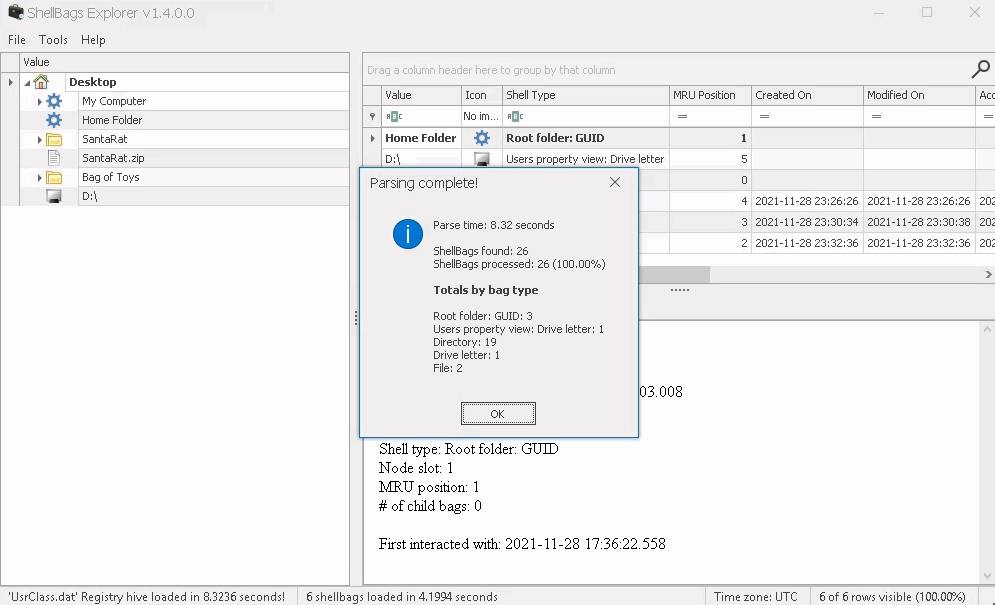 ShellBags Explorer v1.4.0.0
File Tools Help
Value
Desktop
My Computer
Home Folder
SantaRat
SantaRat.zip
Bag of Toys
D:\
Drag a column header here to group by that column
Value Icon Shell Type MRU Position Created On Modified On Acc
ABC No im... ABC = = = =
Home Folder Root folder: GUID 1
D:\ Users property view: Drive letter 5
0
4 2021-11-28 23:26:26 2021-11-28 23:26:26 202
3 2021-11-28 23:30:34 2021-11-28 23:30:38 202
2 2021-11-28 23:32:36 2021-11-28 23:32:36 202
Parsing complete!
Parse time: 8.32 seconds
ShellBags found: 26
ShellBags processed: 26 (100.00%)
Totals by bag type
Root folder: GUID: 3
Users property view: Drive letter: 1
Directory: 19
Drive letter: 1
File: 2
OK
03.008
Shell type: Root folder: GUID
Node slot: 1
MRU position: 1
# of child bags: 0
First interacted with: 2021-11-28 17:36:22.558
'UsrClass.dat' Registry hive loaded in 8.3236 seconds! 6 shellbags loaded in 4.1994 seconds Time zone: UTC 6 of 6 rows visible (100.00%)